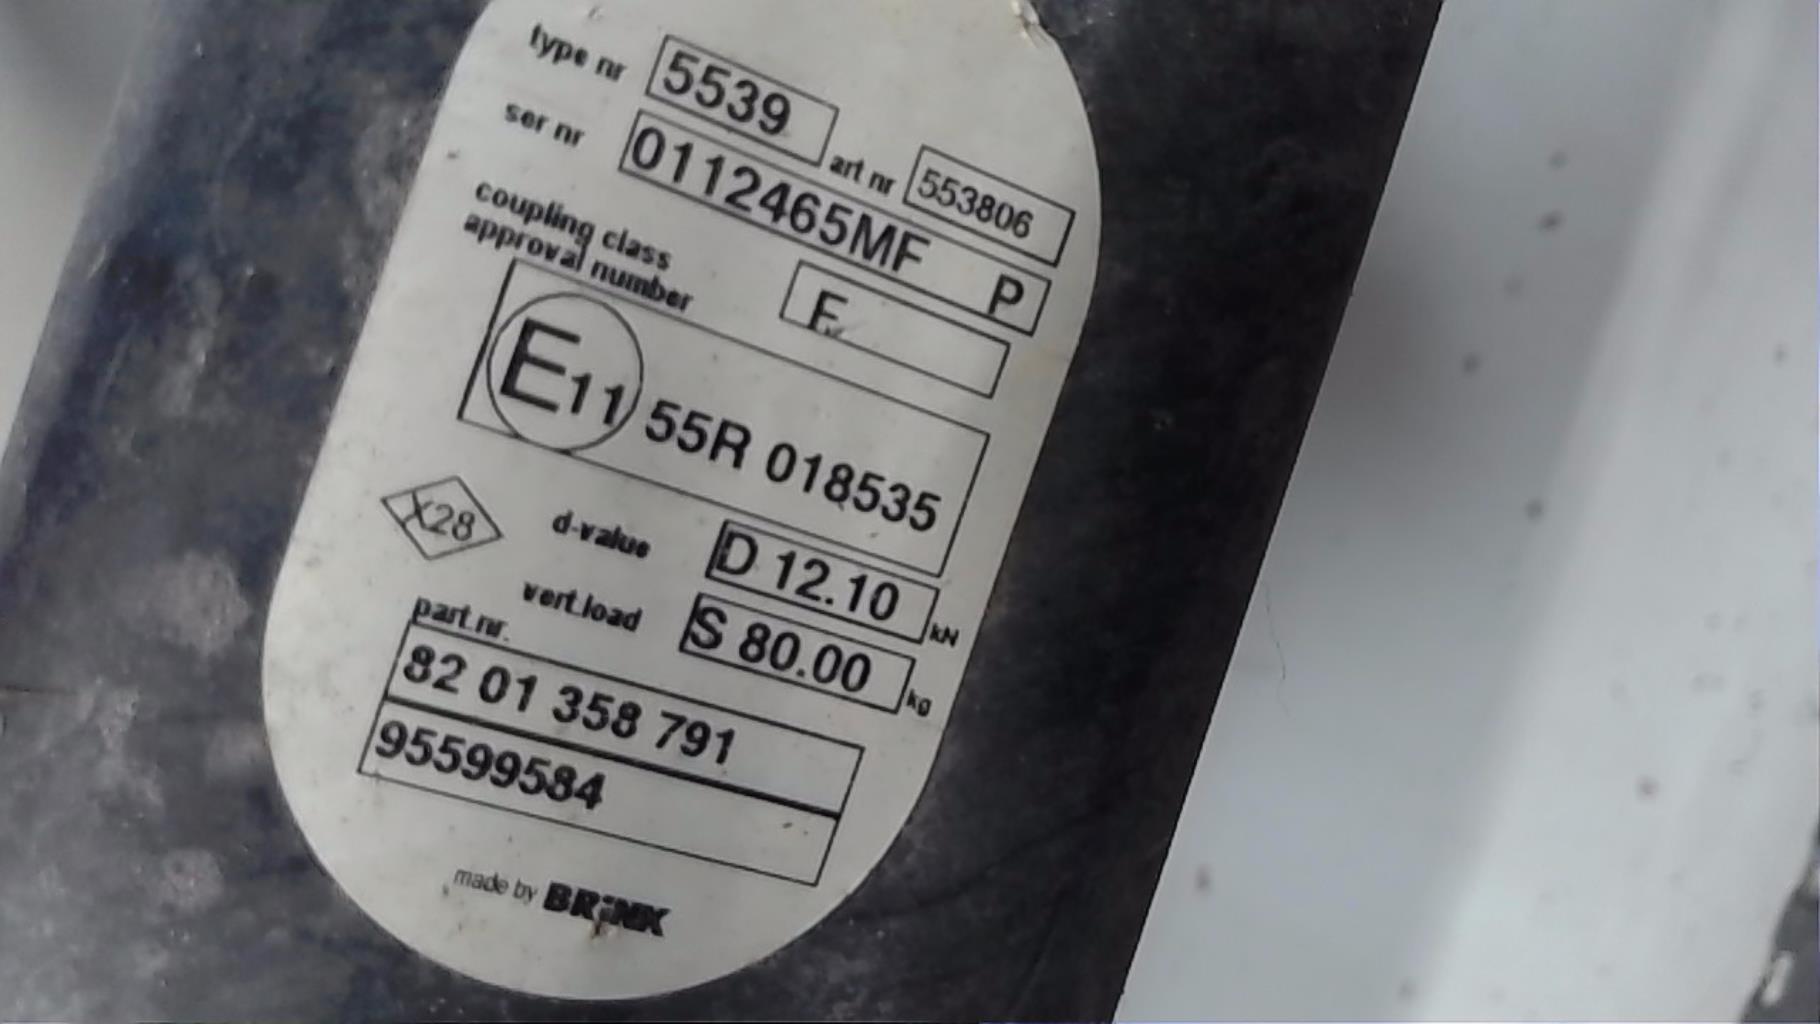 type nr 5539 art nr 553806
ser nr 0112465MF P
coupling class F
approval number
E11 55R 018535
X28
d-value D 12.10 kN
vert.load S 80.00 kg
part.nr.
82 01 358 791
95599584
made by BRINK